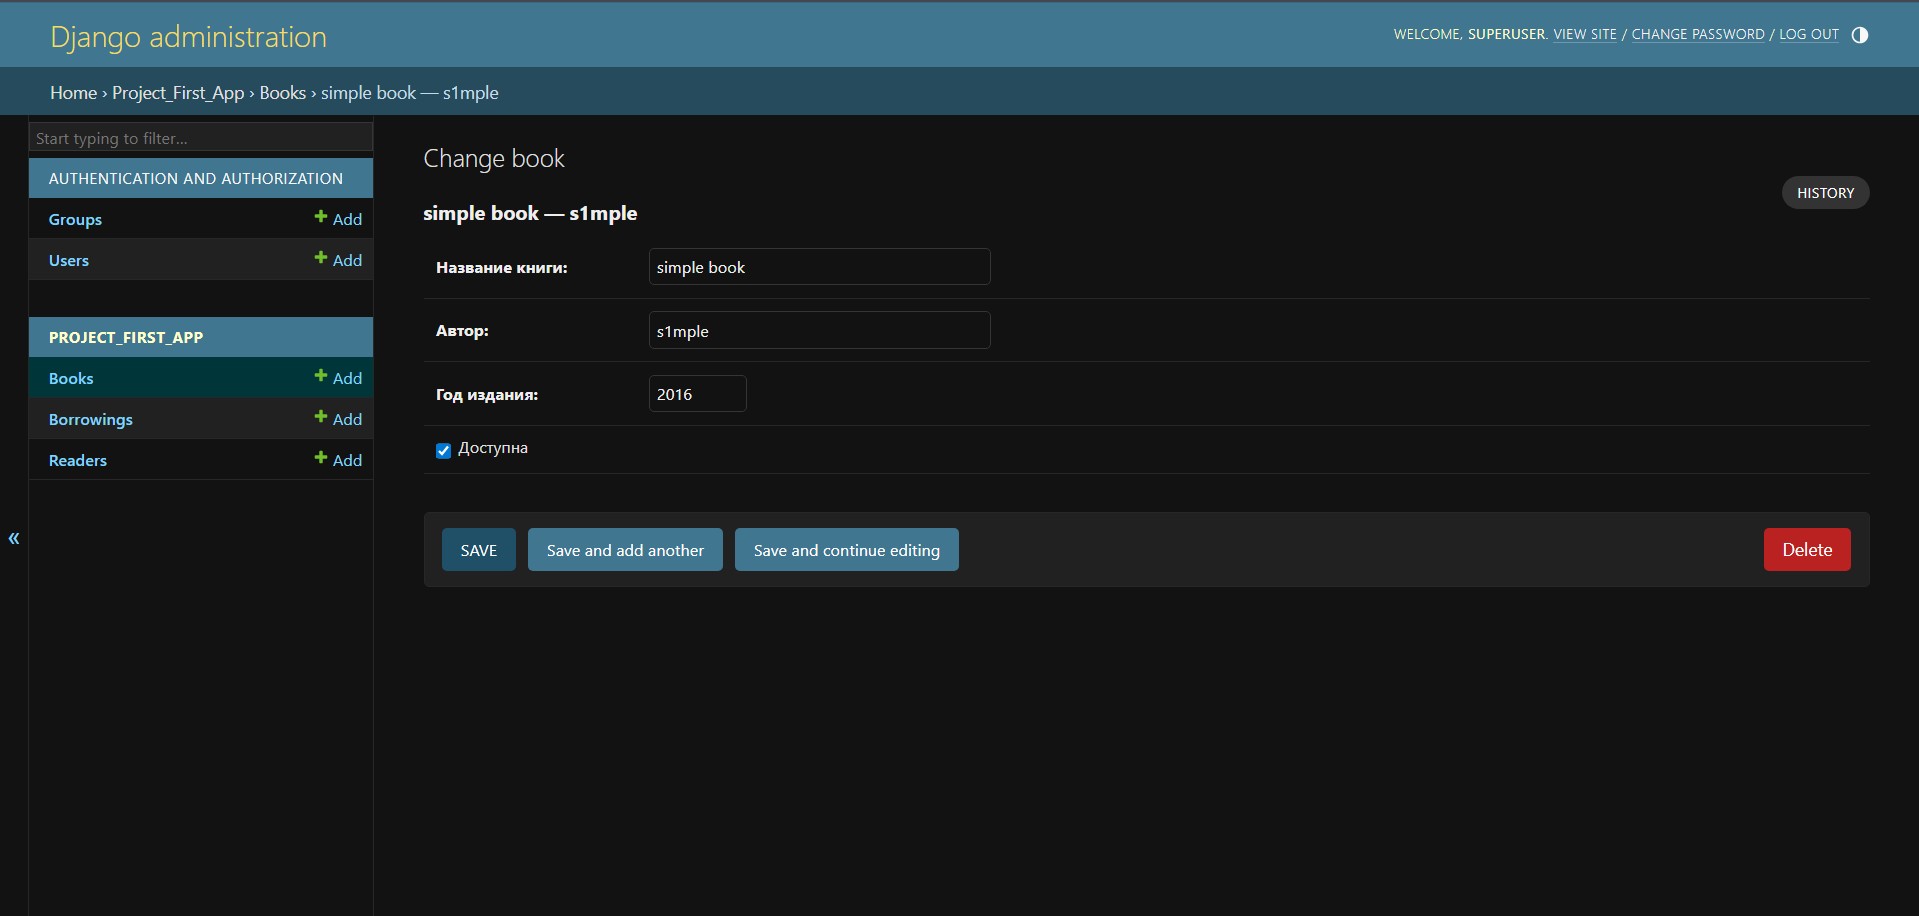 Django administration
WELCOME, SUPERUSER. VIEW SITE / CHANGE PASSWORD / LOG OUT
Home › Project_First_App › Books › simple book — s1mple
Start typing to filter...
AUTHENTICATION AND AUTHORIZATION
Groups Add
Users Add
PROJECT_FIRST_APP
Books Add
Borrowings Add
Readers Add
«
Change book
HISTORY
simple book — s1mple
Название книги: simple book
Автор: s1mple
Год издания: 2016
Доступна
SAVE Save and add another Save and continue editing Delete